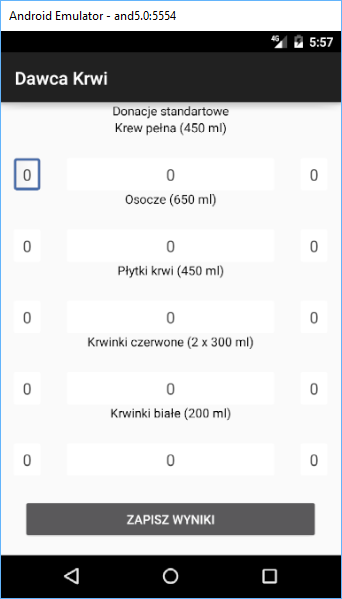 Android Emulator - and5.0:5554
4G 5:57
Dawca Krwi
Donacje standartowe
Krew pełna (450 ml)
0 0 0
Osocze (650 ml)
0 0 0
Płytki krwi (450 ml)
0 0 0
Krwinki czerwone (2 x 300 ml)
0 0 0
Krwinki białe (200 ml)
0 0 0
ZAPISZ WYNIKI